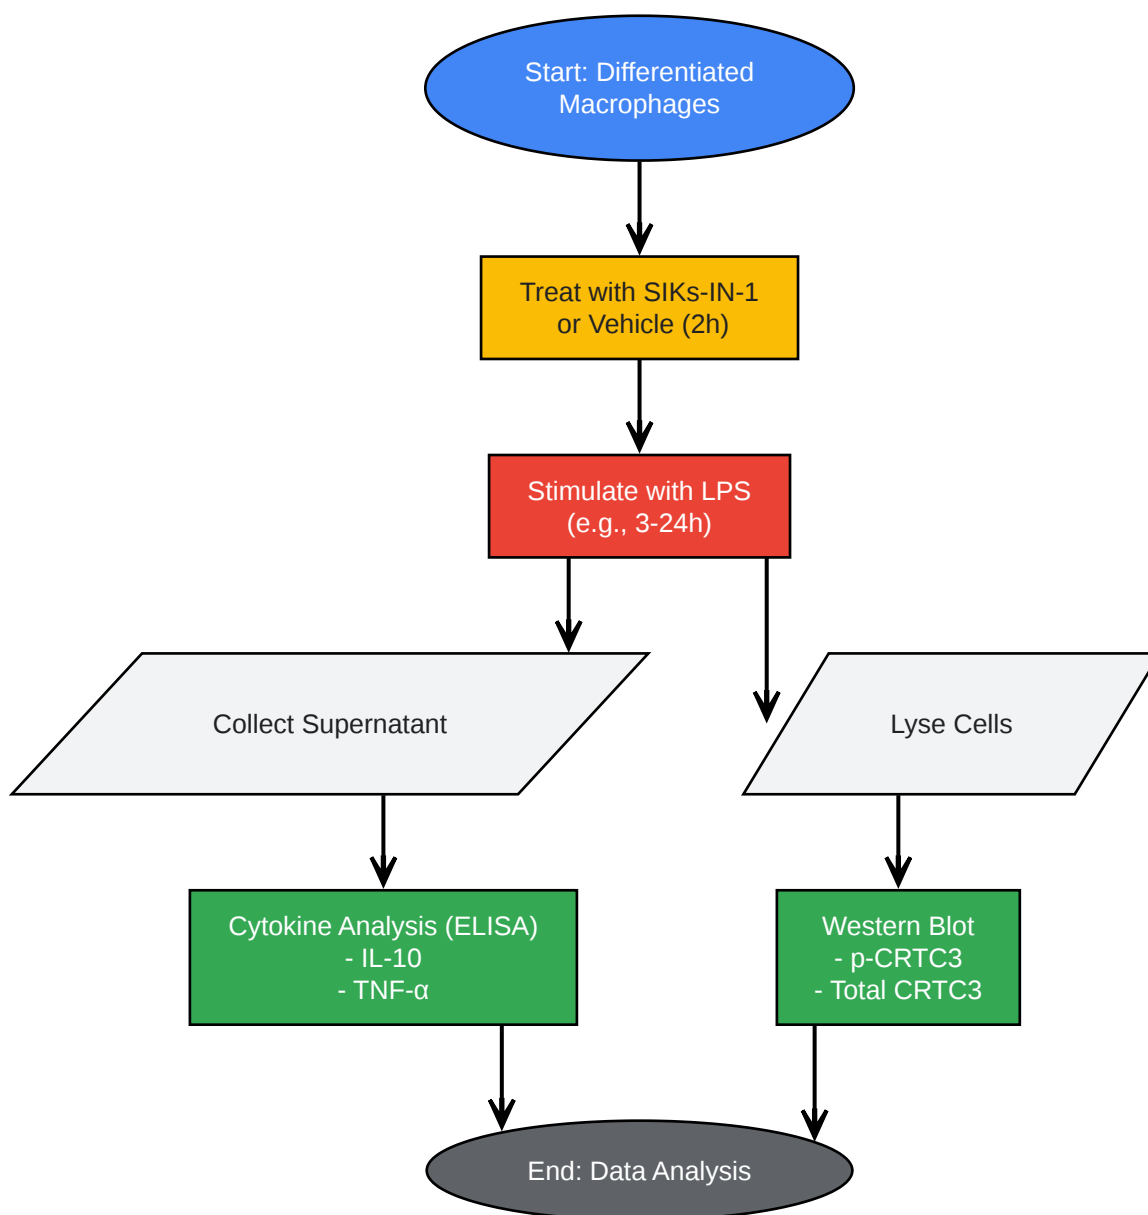 Start: Differentiated
Macrophages
Treat with SIKs-IN-1
or Vehicle (2h)
Stimulate with LPS
(e.g., 3-24h)
Collect Supernatant
Lyse Cells
Cytokine Analysis (ELISA)
- IL-10
- TNF-α
Western Blot
- p-CRTC3
- Total CRTC3
End: Data Analysis